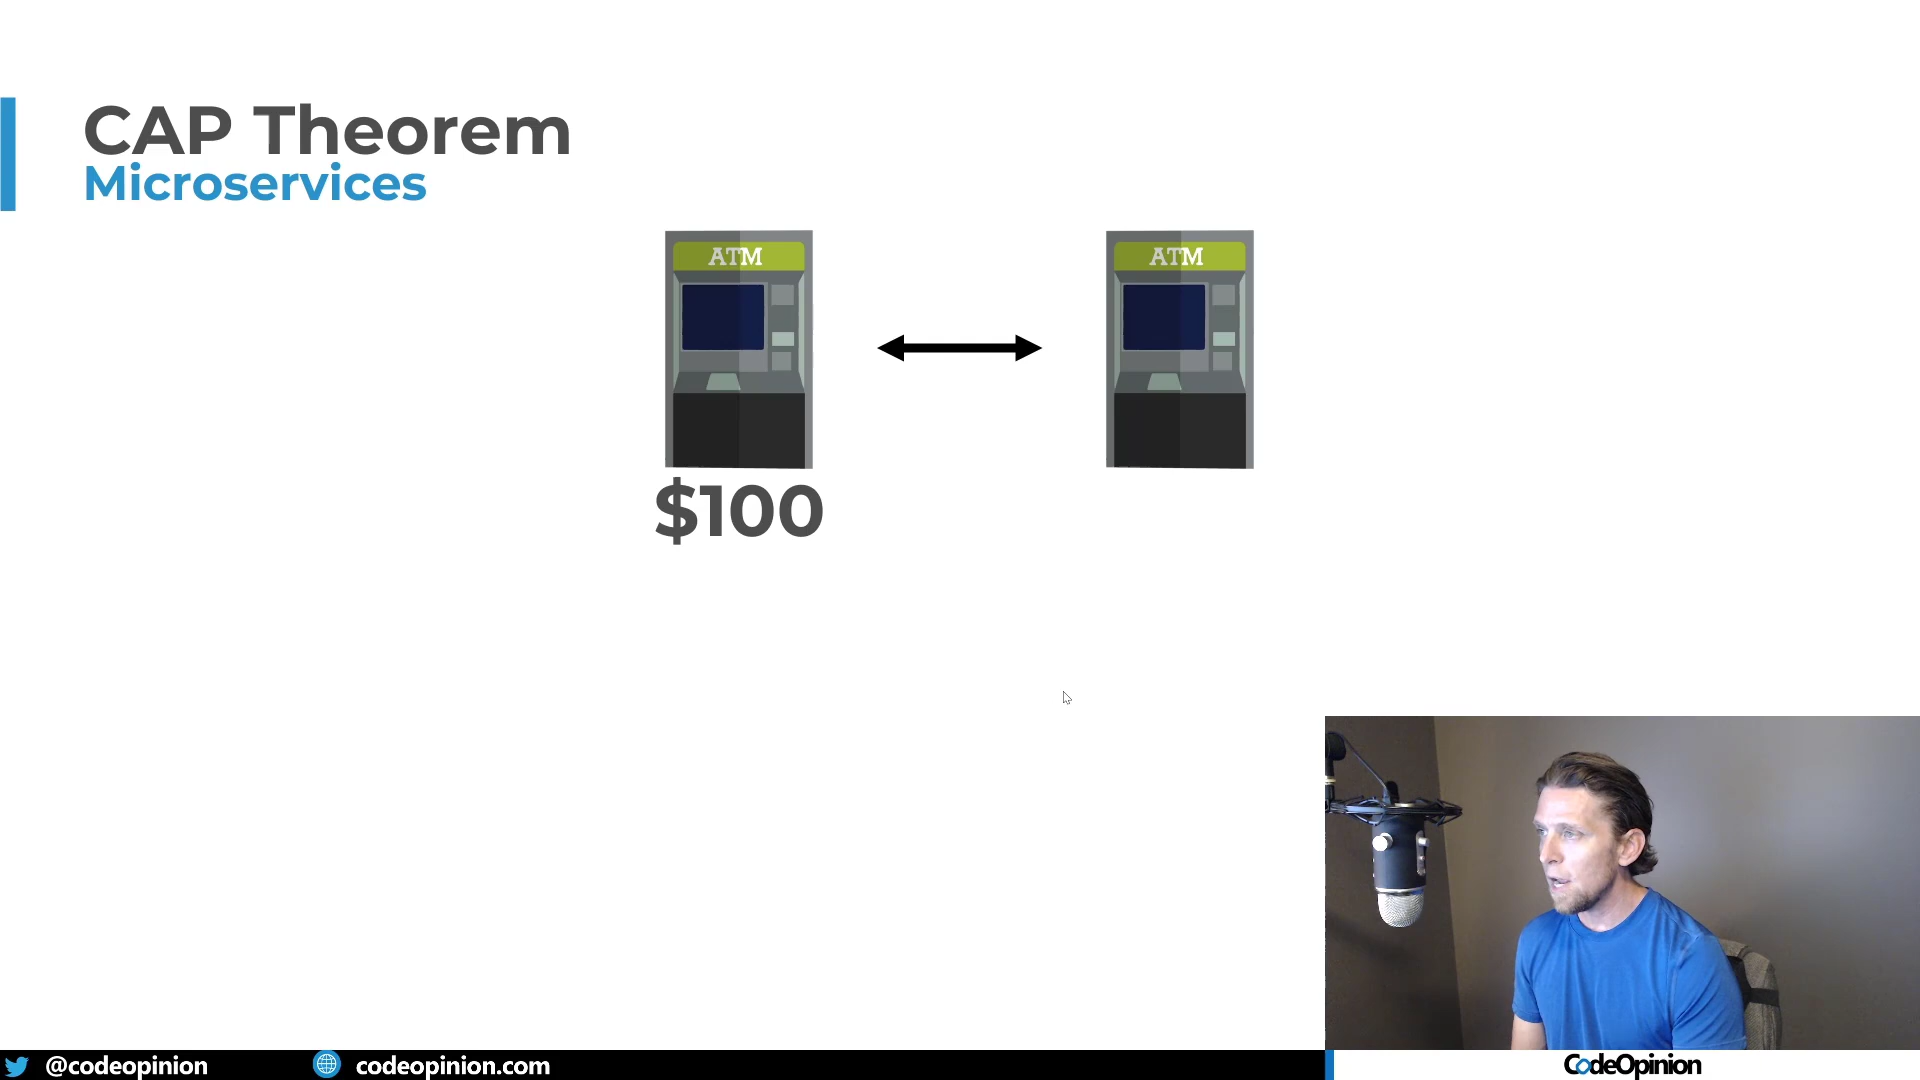 CAP Theorem
Microservices
ATM
ATM
$100
@codeopinion
codeopinion.com
CodeOpinion